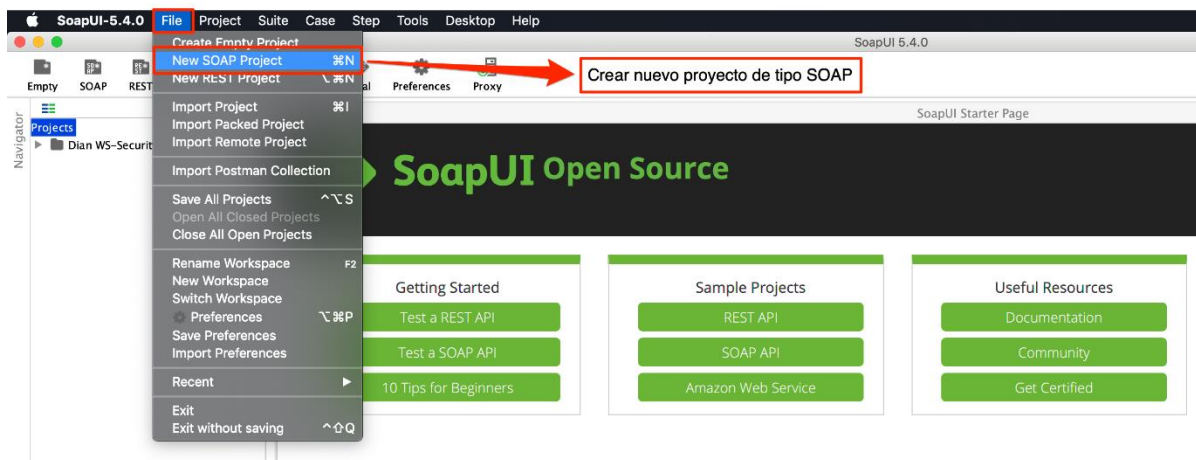 SoapUI-5.4.0 File Project Suite Case Step Tools Desktop Help
SoapUI 5.4.0
Empty SOAP REST Preferences Proxy
Navigator
Projects
Dian WS-Securit
Create Empty Project
New SOAP Project ⌘N
New REST Project ⌥⌘N
Import Project ⌘I
Import Packed Project
Import Remote Project
Import Postman Collection
Save All Projects ^⌥S
Open All Closed Projects
Close All Open Projects
Rename Workspace F2
New Workspace
Switch Workspace
Preferences ⌥⌘P
Save Preferences
Import Preferences
Recent
Exit
Exit without saving ^⇧Q
Crear nuevo proyecto de tipo SOAP
SoapUI Starter Page
SoapUI Open Source
Getting Started
Test a REST API
Test a SOAP API
10 Tips for Beginners
Sample Projects
REST API
SOAP API
Amazon Web Service
Useful Resources
Documentation
Community
Get Certified